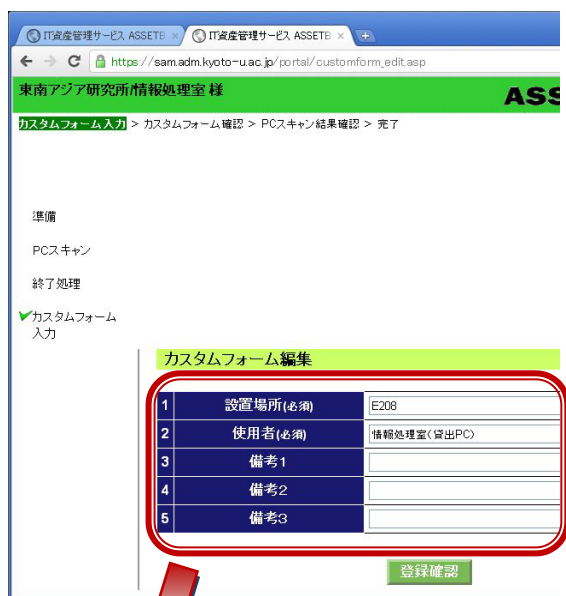 IT資産管理サービス ASSETB × IT資産管理サービス ASSETB ×
https://sam.adm.kyoto-u.ac.jp/portal/customform_edit.asp
東南アジア研究所/情報処理室 様 ASS
カスタムフォーム入力 > カスタムフォーム確認 > PCスキャン結果確認 > 完了
準備
PCスキャン
終了処理
カスタムフォーム
入力
カスタムフォーム編集
1 設置場所(必須) E208
2 使用者(必須) 情報処理室(貸出PC)
3 備考1
4 備考2
5 備考3
登録確認